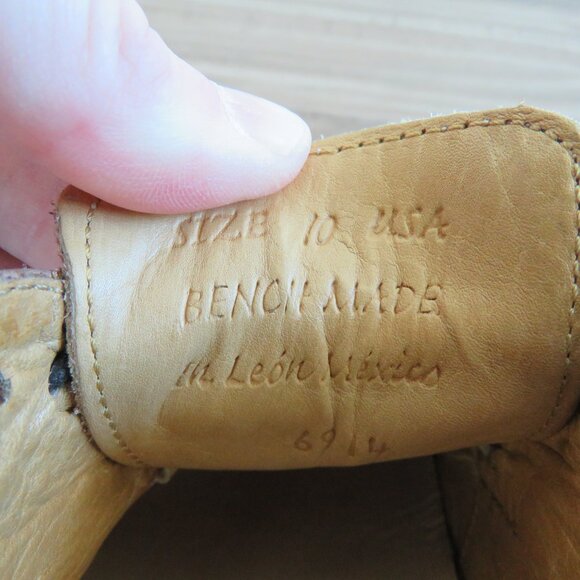 SIZE 10 USA
BENCH MADE
in León México
6914